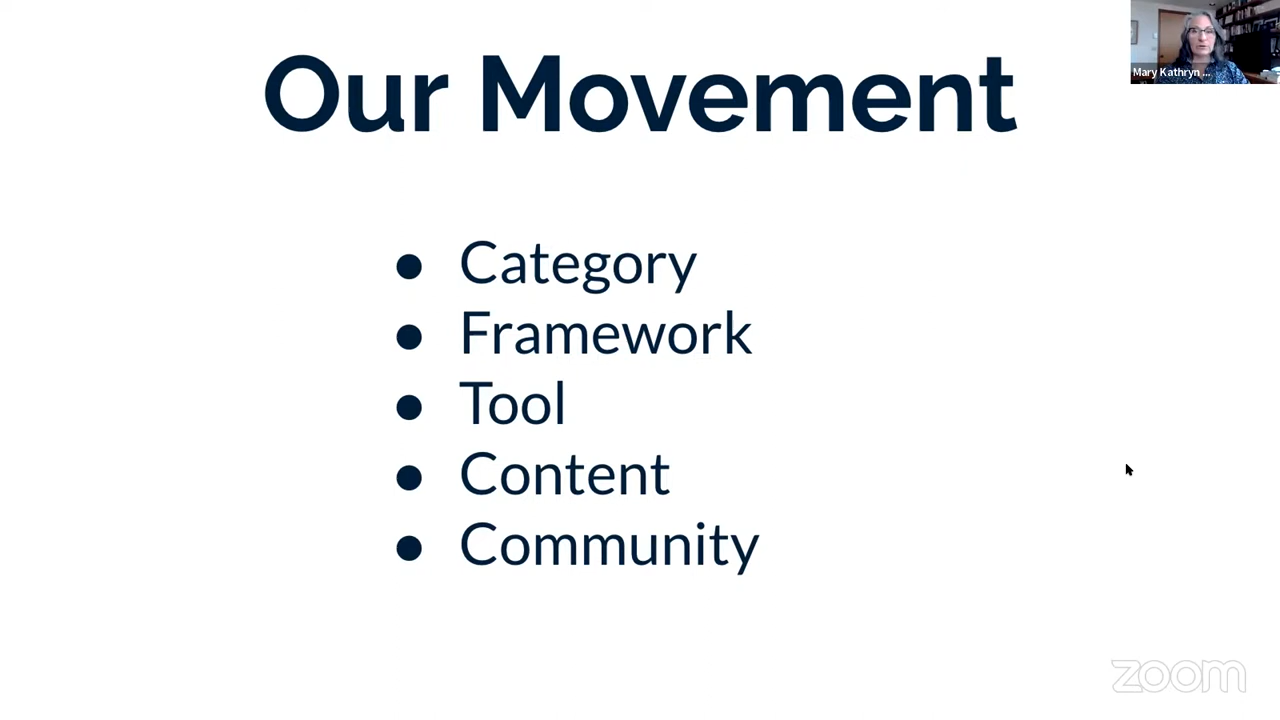 Our Movement
Mary Kathryn ...
● Category
● Framework
● Tool
● Content
● Community
zoom